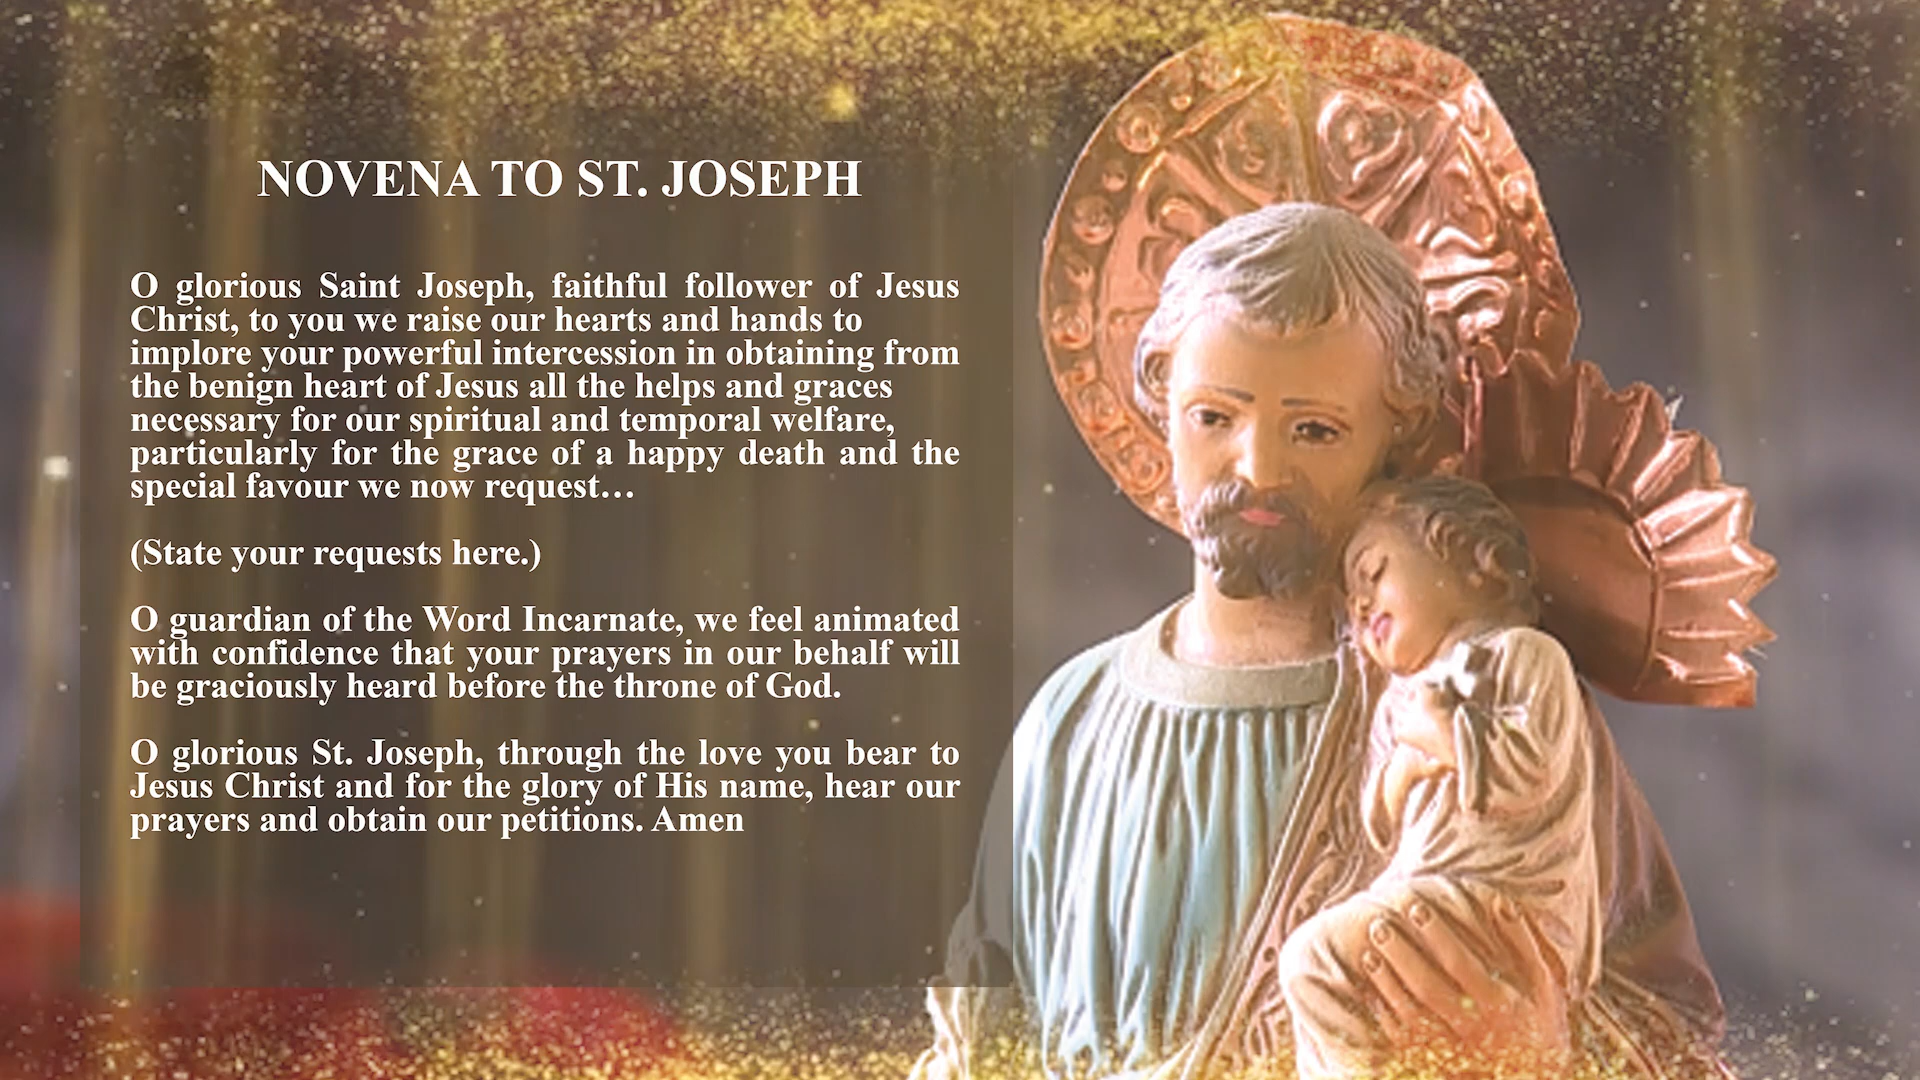 NOVENA TO ST. JOSEPH
O glorious Saint Joseph, faithful follower of Jesus
Christ, to you we raise our hearts and hands to
implore your powerful intercession in obtaining from
the benign heart of Jesus all the helps and graces
necessary for our spiritual and temporal welfare,
particularly for the grace of a happy death and the
special favour we now request…
(State your requests here.)
O guardian of the Word Incarnate, we feel animated
with confidence that your prayers in our behalf will
be graciously heard before the throne of God.
O glorious St. Joseph, through the love you bear to
Jesus Christ and for the glory of His name, hear our
prayers and obtain our petitions. Amen